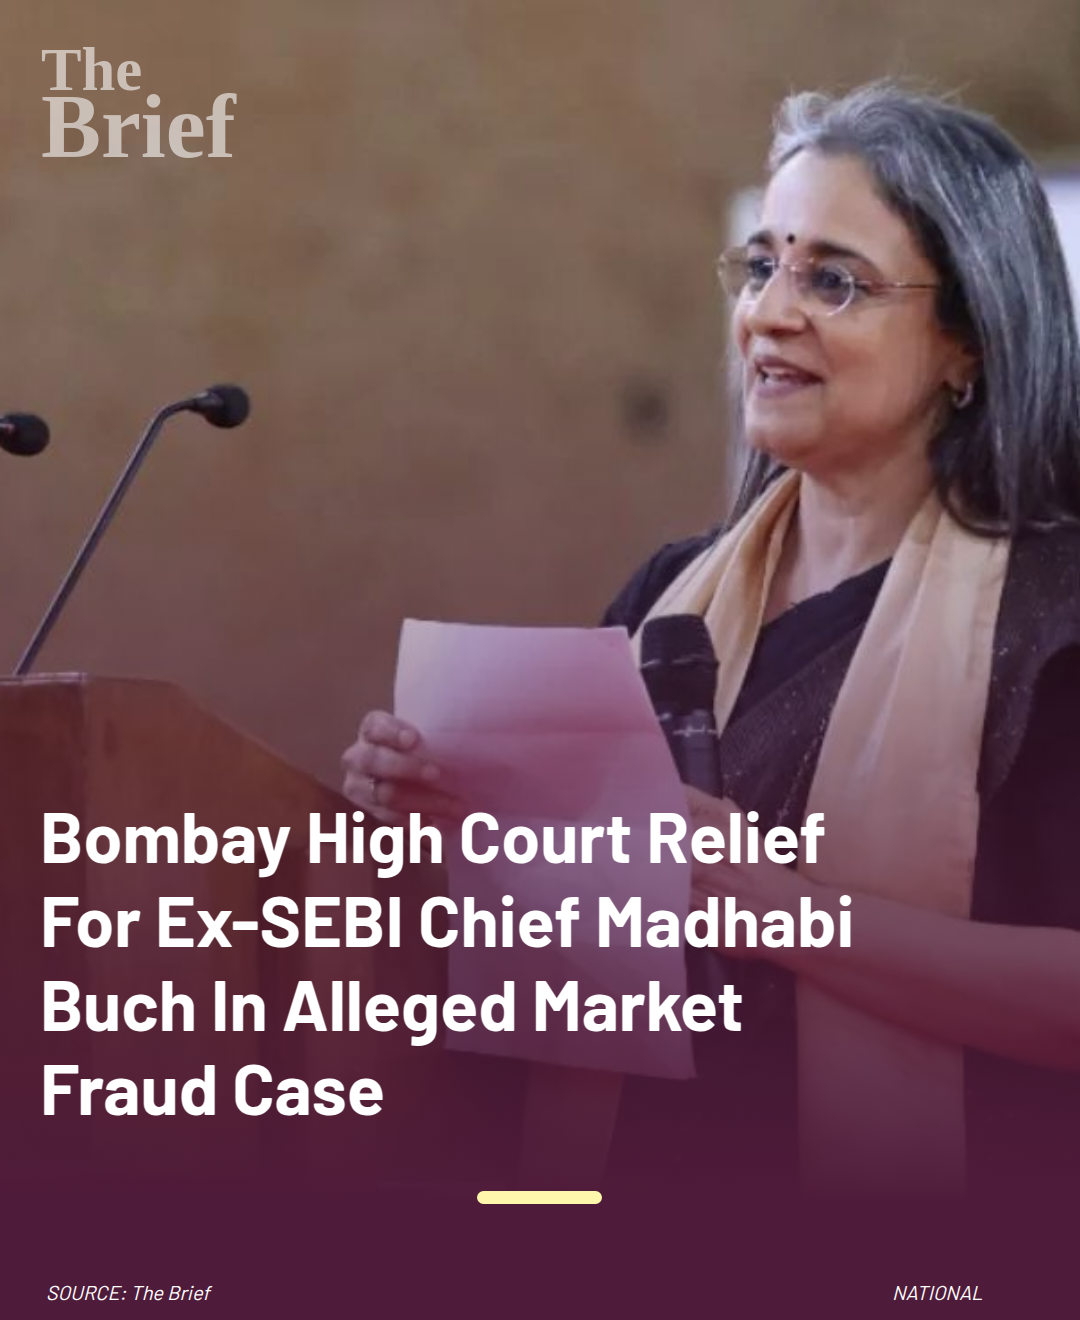 The
Brief
Bombay High Court Relief
For Ex-SEBI Chief Madhabi
Buch In Alleged Market
Fraud Case
SOURCE: The Brief
NATIONAL